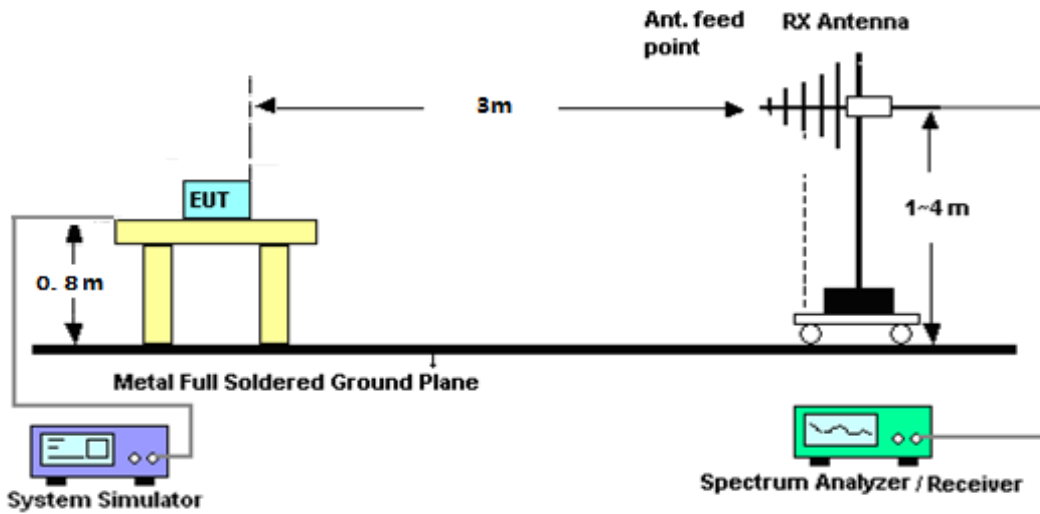 Ant. feed
point
RX Antenna
3m
EUT
1~4 m
0. 8 m
Metal Full Soldered Ground Plane
System Simulator
Spectrum Analyzer / Receiver